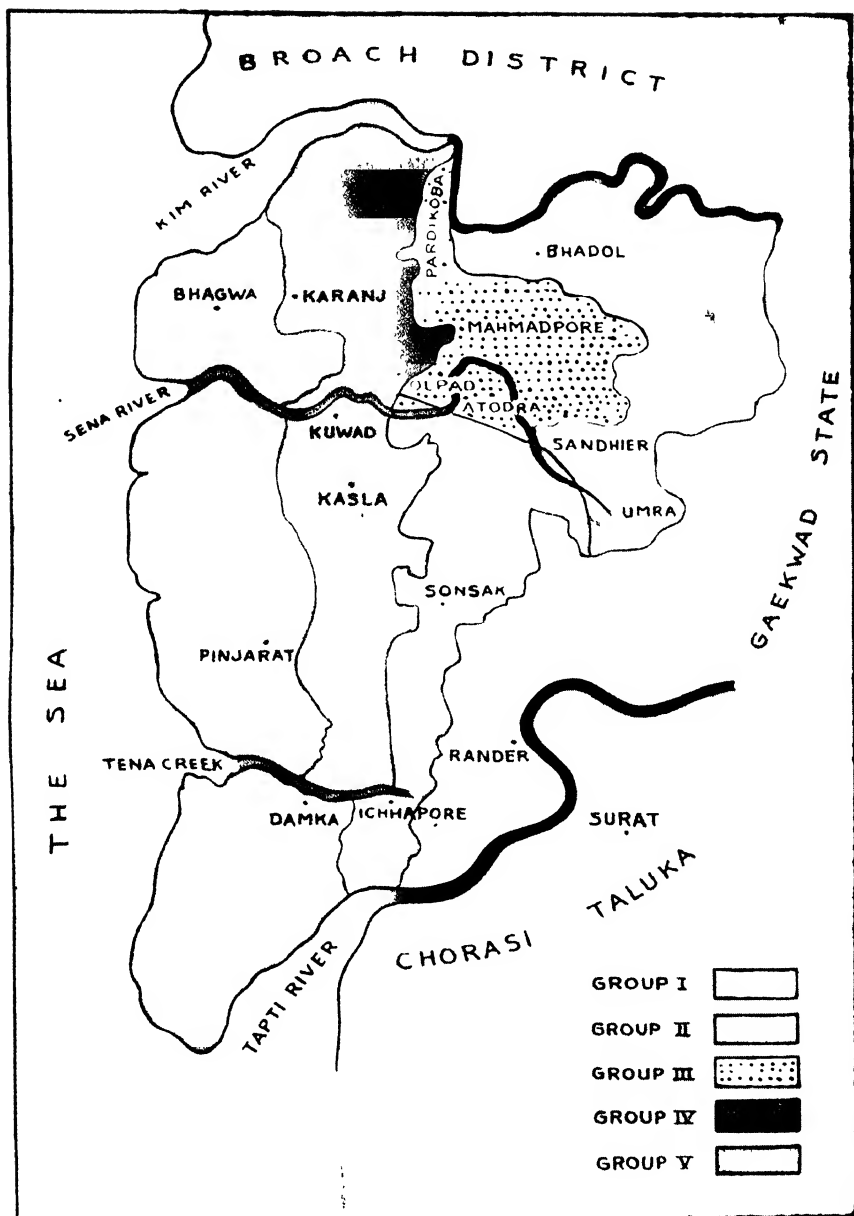 BROACH DISTRICT
KIM RIVER
PARDIKOBA
BHADOL
BHAGWA
KARANJ
MAHMADPORE
SENA RIVER
OLPAD
ATODRA
KUWAD
SANDHIER
KASLA
UMRA
GAEKWAD STATE
SONSAK
THE SEA
PINJARAT
TENA CREEK
RANDER
DAMKA
ICHHAPORE
SURAT
CHORASI TALUKA
TAPTI RIVER
GROUP I
GROUP II
GROUP III
GROUP IV
GROUP V